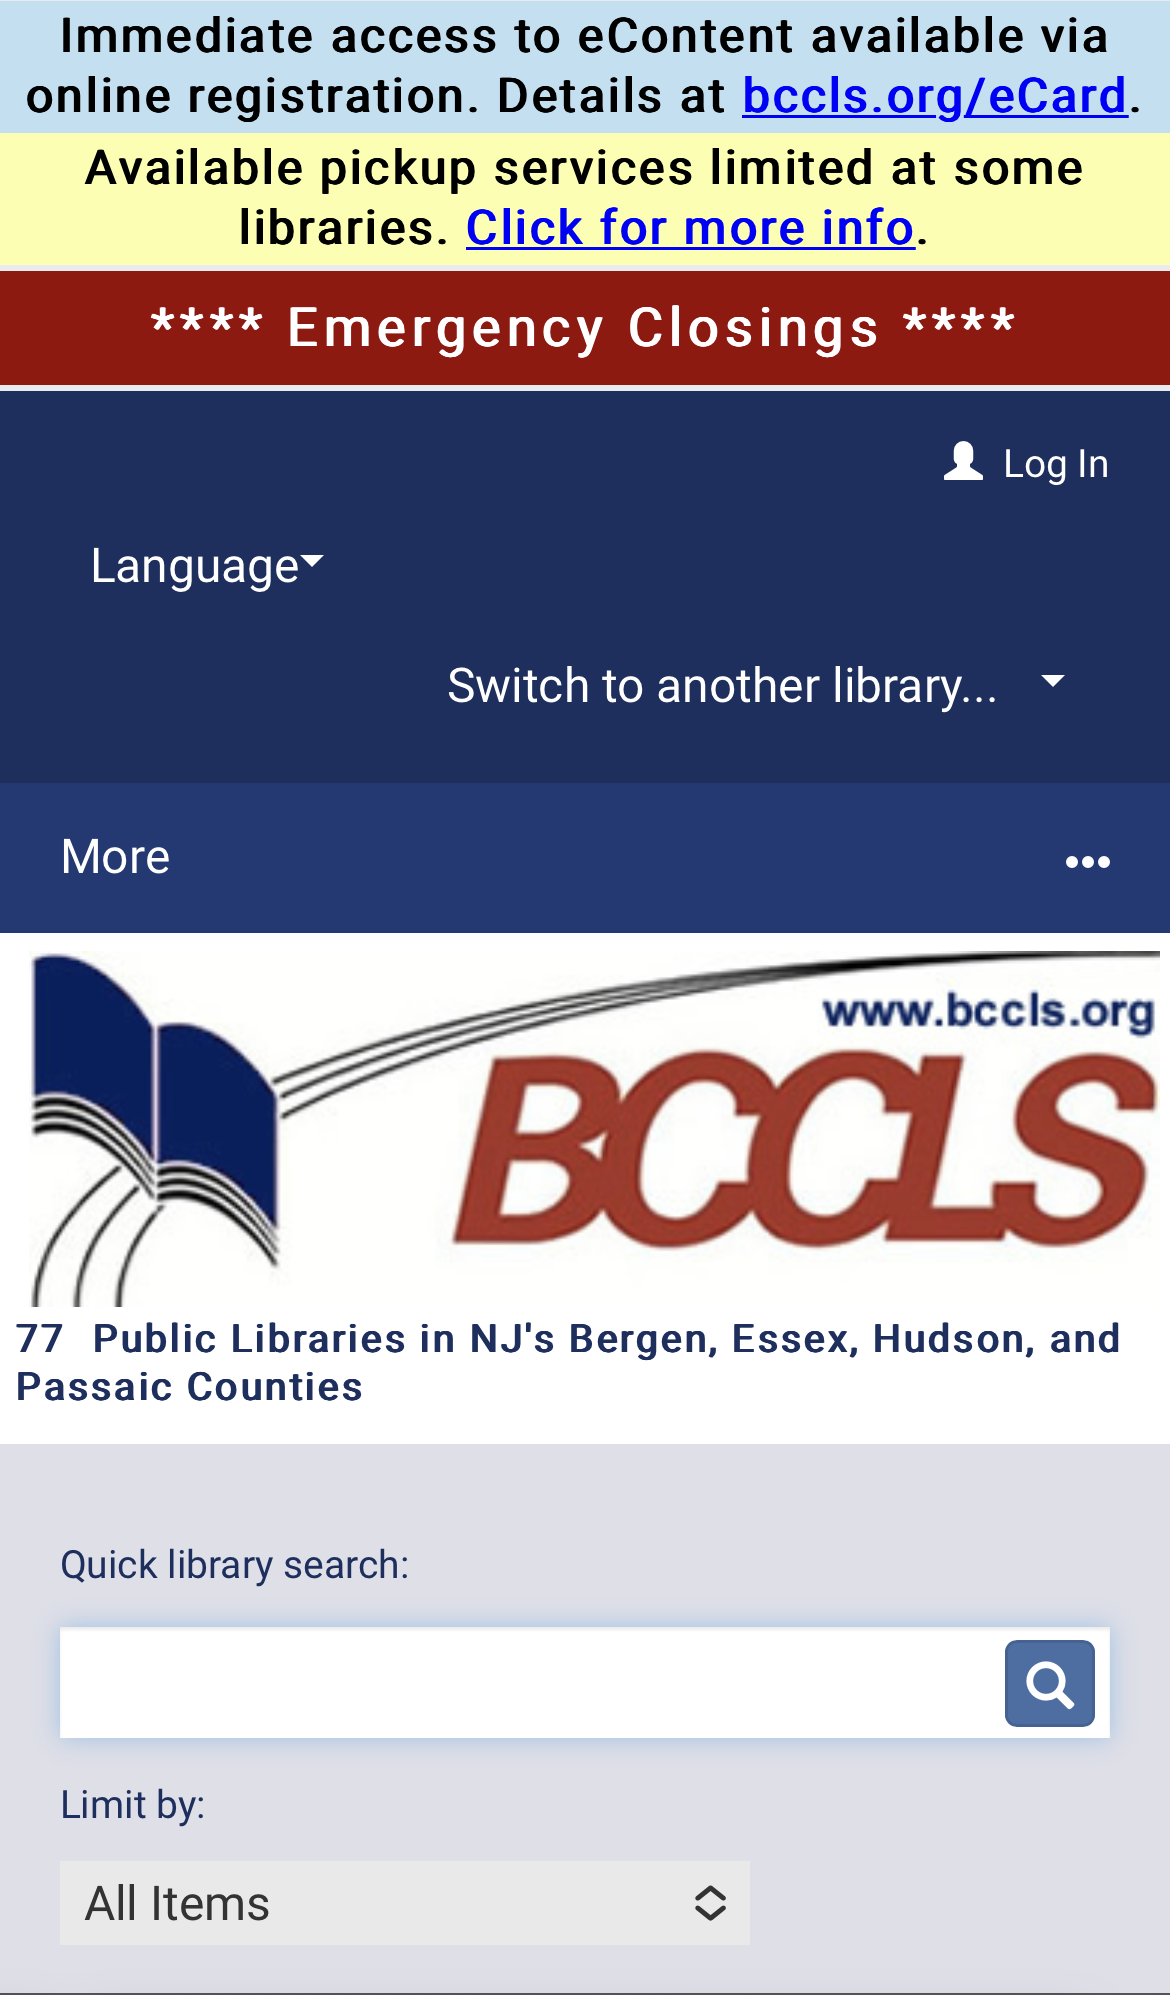 Immediate access to eContent available via
online registration. Details at bccls.org/eCard.
Available pickup services limited at some
libraries. Click for more info.
**** Emergency Closings ****
Log In
Language
Switch to another library...
More
www.bccls.org
BCCLS
77 Public Libraries in NJ's Bergen, Essex, Hudson, and
Passaic Counties
Quick library search:
Limit by:
All Items